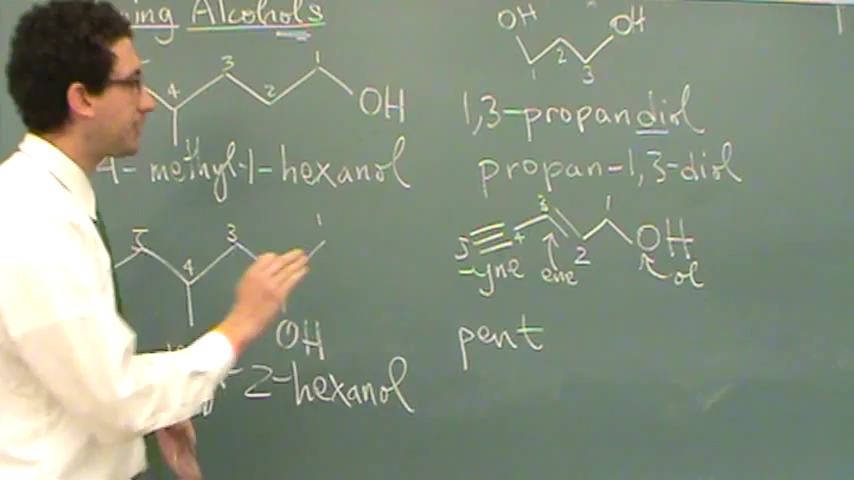 ing Alcohols
4 3 2 1
OH
4-methyl-1-hexanol
5 4 3 1
OH
2-hexanol
OH OH
1 2 3
1,3-propandiol
propan-1,3-diol
5 4 3 2 1 OH
-yne ene ol
pent